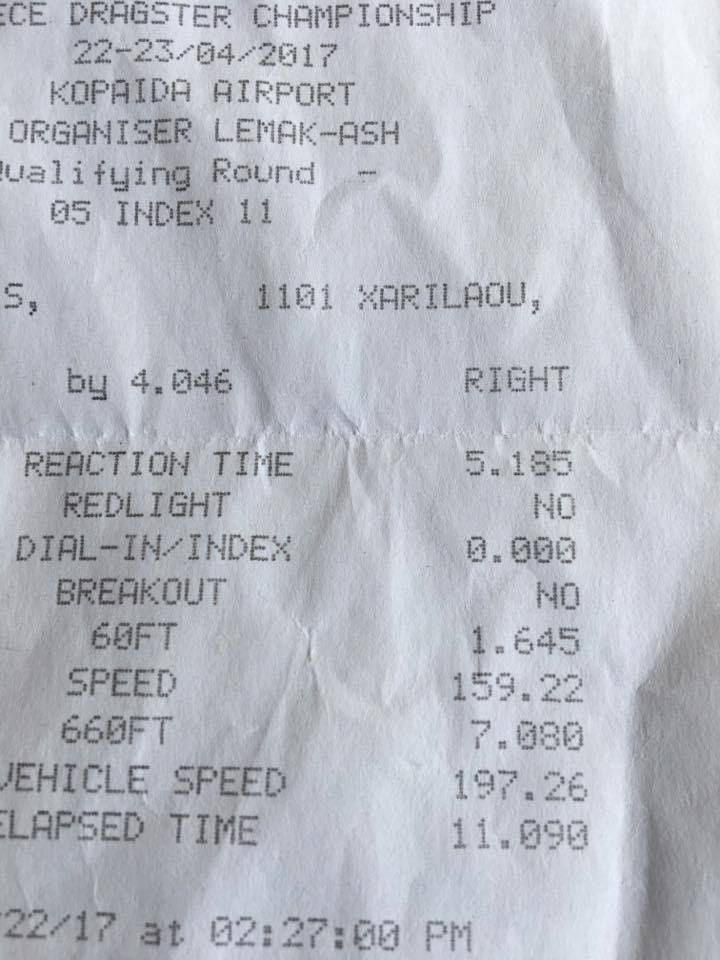 ECE DRAGSTER CHAMPIONSHIP
22-23/04/2017
KOPAIDA AIRPORT
ORGANISER LEMAK-ASH
Qualifying Round -
05 INDEX 11
S, 1101 XARILAOU,
by 4.046 RIGHT
REACTION TIME 5.185
REDLIGHT NO
DIAL-IN/INDEX 0.000
BREAKOUT NO
60FT 1.645
SPEED 159.22
660FT 7.080
VEHICLE SPEED 197.26
ELAPSED TIME 11.090
/22/17 at 02:27:00 PM